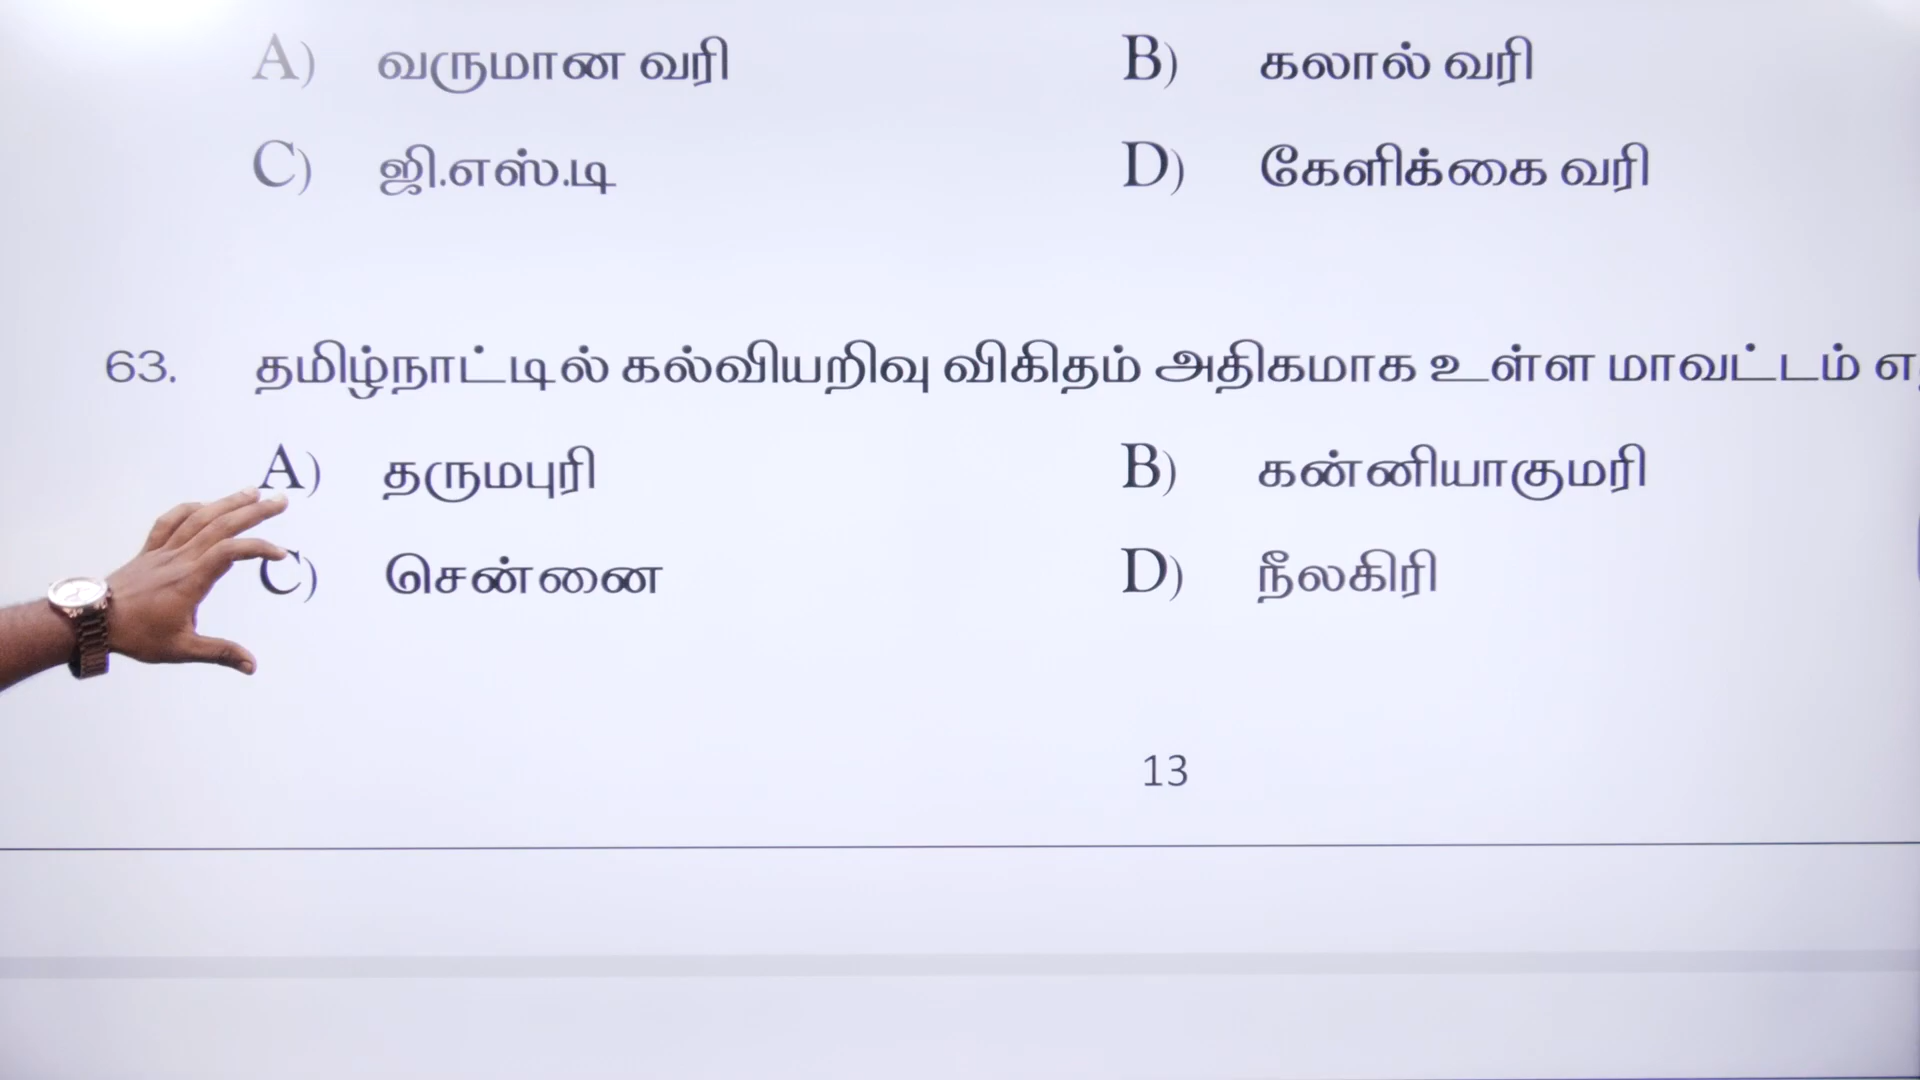 A) வருமான வரி B) கலால் வரி
C) ஜி.எஸ்.டி D) கேளிக்கை வரி
63. தமிழ்நாட்டில் கல்வியறிவு விகிதம் அதிகமாக உள்ள மாவட்டம்
A) தருமபுரி B) கன்னியாகுமரி
C) சென்னை D) நீலகிரி
13